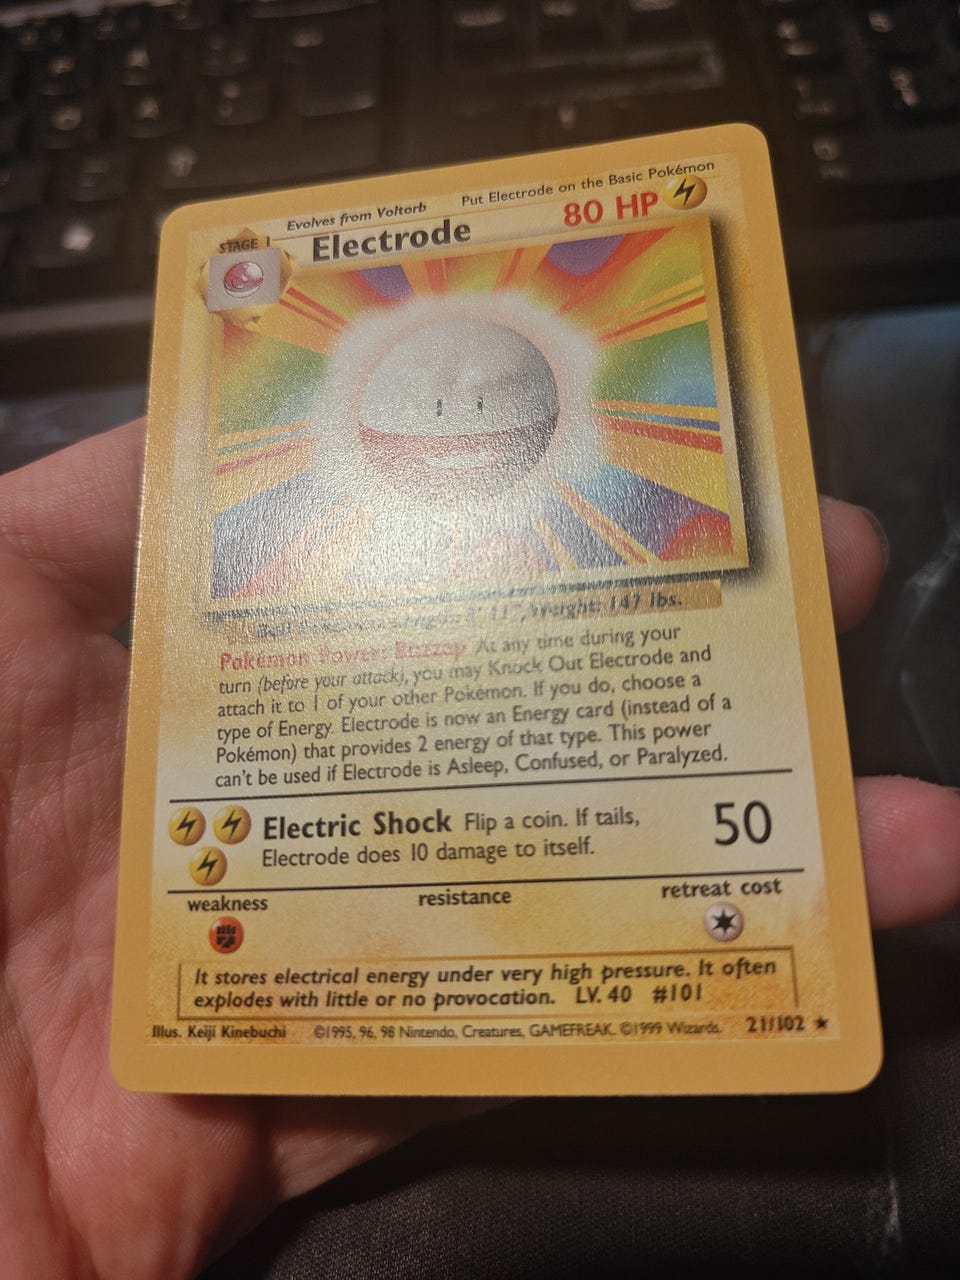 Evolves from Voltorb Put Electrode on the Basic Pokémon
STAGE 1 Electrode 80 HP
Length: 3' 11", Weight: 147 lbs.
Pokémon Power: Buzzap At any time during your
turn (before your attack), you may Knock Out Electrode and
attach it to 1 of your other Pokémon. If you do, choose a
type of Energy. Electrode is now an Energy card (instead of a
Pokémon) that provides 2 energy of that type. This power
can't be used if Electrode is Asleep, Confused, or Paralyzed.
Electric Shock Flip a coin. If tails, 50
Electrode does 10 damage to itself.
weakness resistance retreat cost
It stores electrical energy under very high pressure. It often
explodes with little or no provocation. LV. 40 #101
Illus. Keiji Kinebuchi ©1995, 96, 98 Nintendo, Creatures, GAMEFREAK. ©1999 Wizards. 21/102 ★